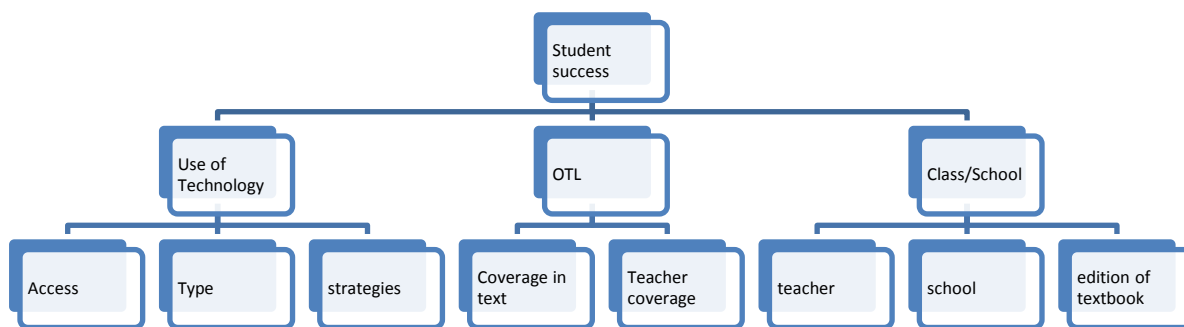 Student
success
Use of
Technology
OTL
Class/School
Access
Type
strategies
Coverage in
text
Teacher
coverage
teacher
school
edition of
textbook